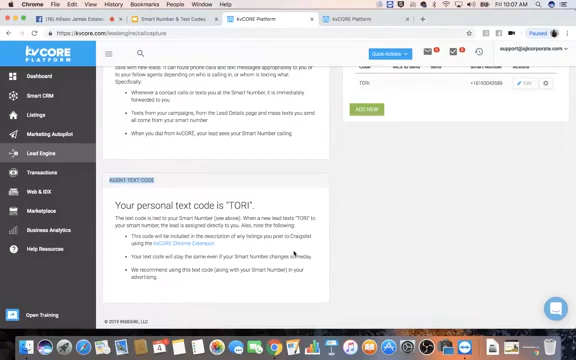 Chrome File Edit View History Bookmarks People Window Help
Fri 10:07 AM
(16) Allison James Estate
Smart Number & Text Codes
kvCORE Platform
kvCORE Platform
https://kvcore.com/leadengine/callcapture
Paused
kvCORE
PLATFORM
Quick Actions
support@ajicorporate.com
Dashboard
Smart CRM
Listings
Marketing Autopilot
Lead Engine
Transactions
Web & IDX
Marketplace
Business Analytics
Help Resources
Open Training
with new leads. It can route phone calls and text messages appropriately to you or
to your fellow agents depending on who is calling in, or whom is texting what.
Specifically:
Whenever a contact calls or texts you at the Smart Number, it is immediately
forwarded to you
Texts from your campaigns, from the Lead Details page, and mass texts you send
all come from your smart number
When you dial from kvCORE, your lead sees your Smart Number calling
Code MLS to Send Sends Smart Number Actions
TORI +16193043589 Edit
ADD NEW
AGENT TEXT CODE
Your personal text code is "TORI".
The text code is tied to your Smart Number (see above). When a new lead texts "TORI" to
your smart number, the lead is assigned directly to you. Also, note the following:
This code will be included in the description of any listings you post to Craigslist
using the kvCORE Chrome Extension
Your text code will stay the same even if your Smart Number changes someday.
We recommend using this text code (along with your Smart Number) in your
advertising.
© 2019 INSIDERE, LLC